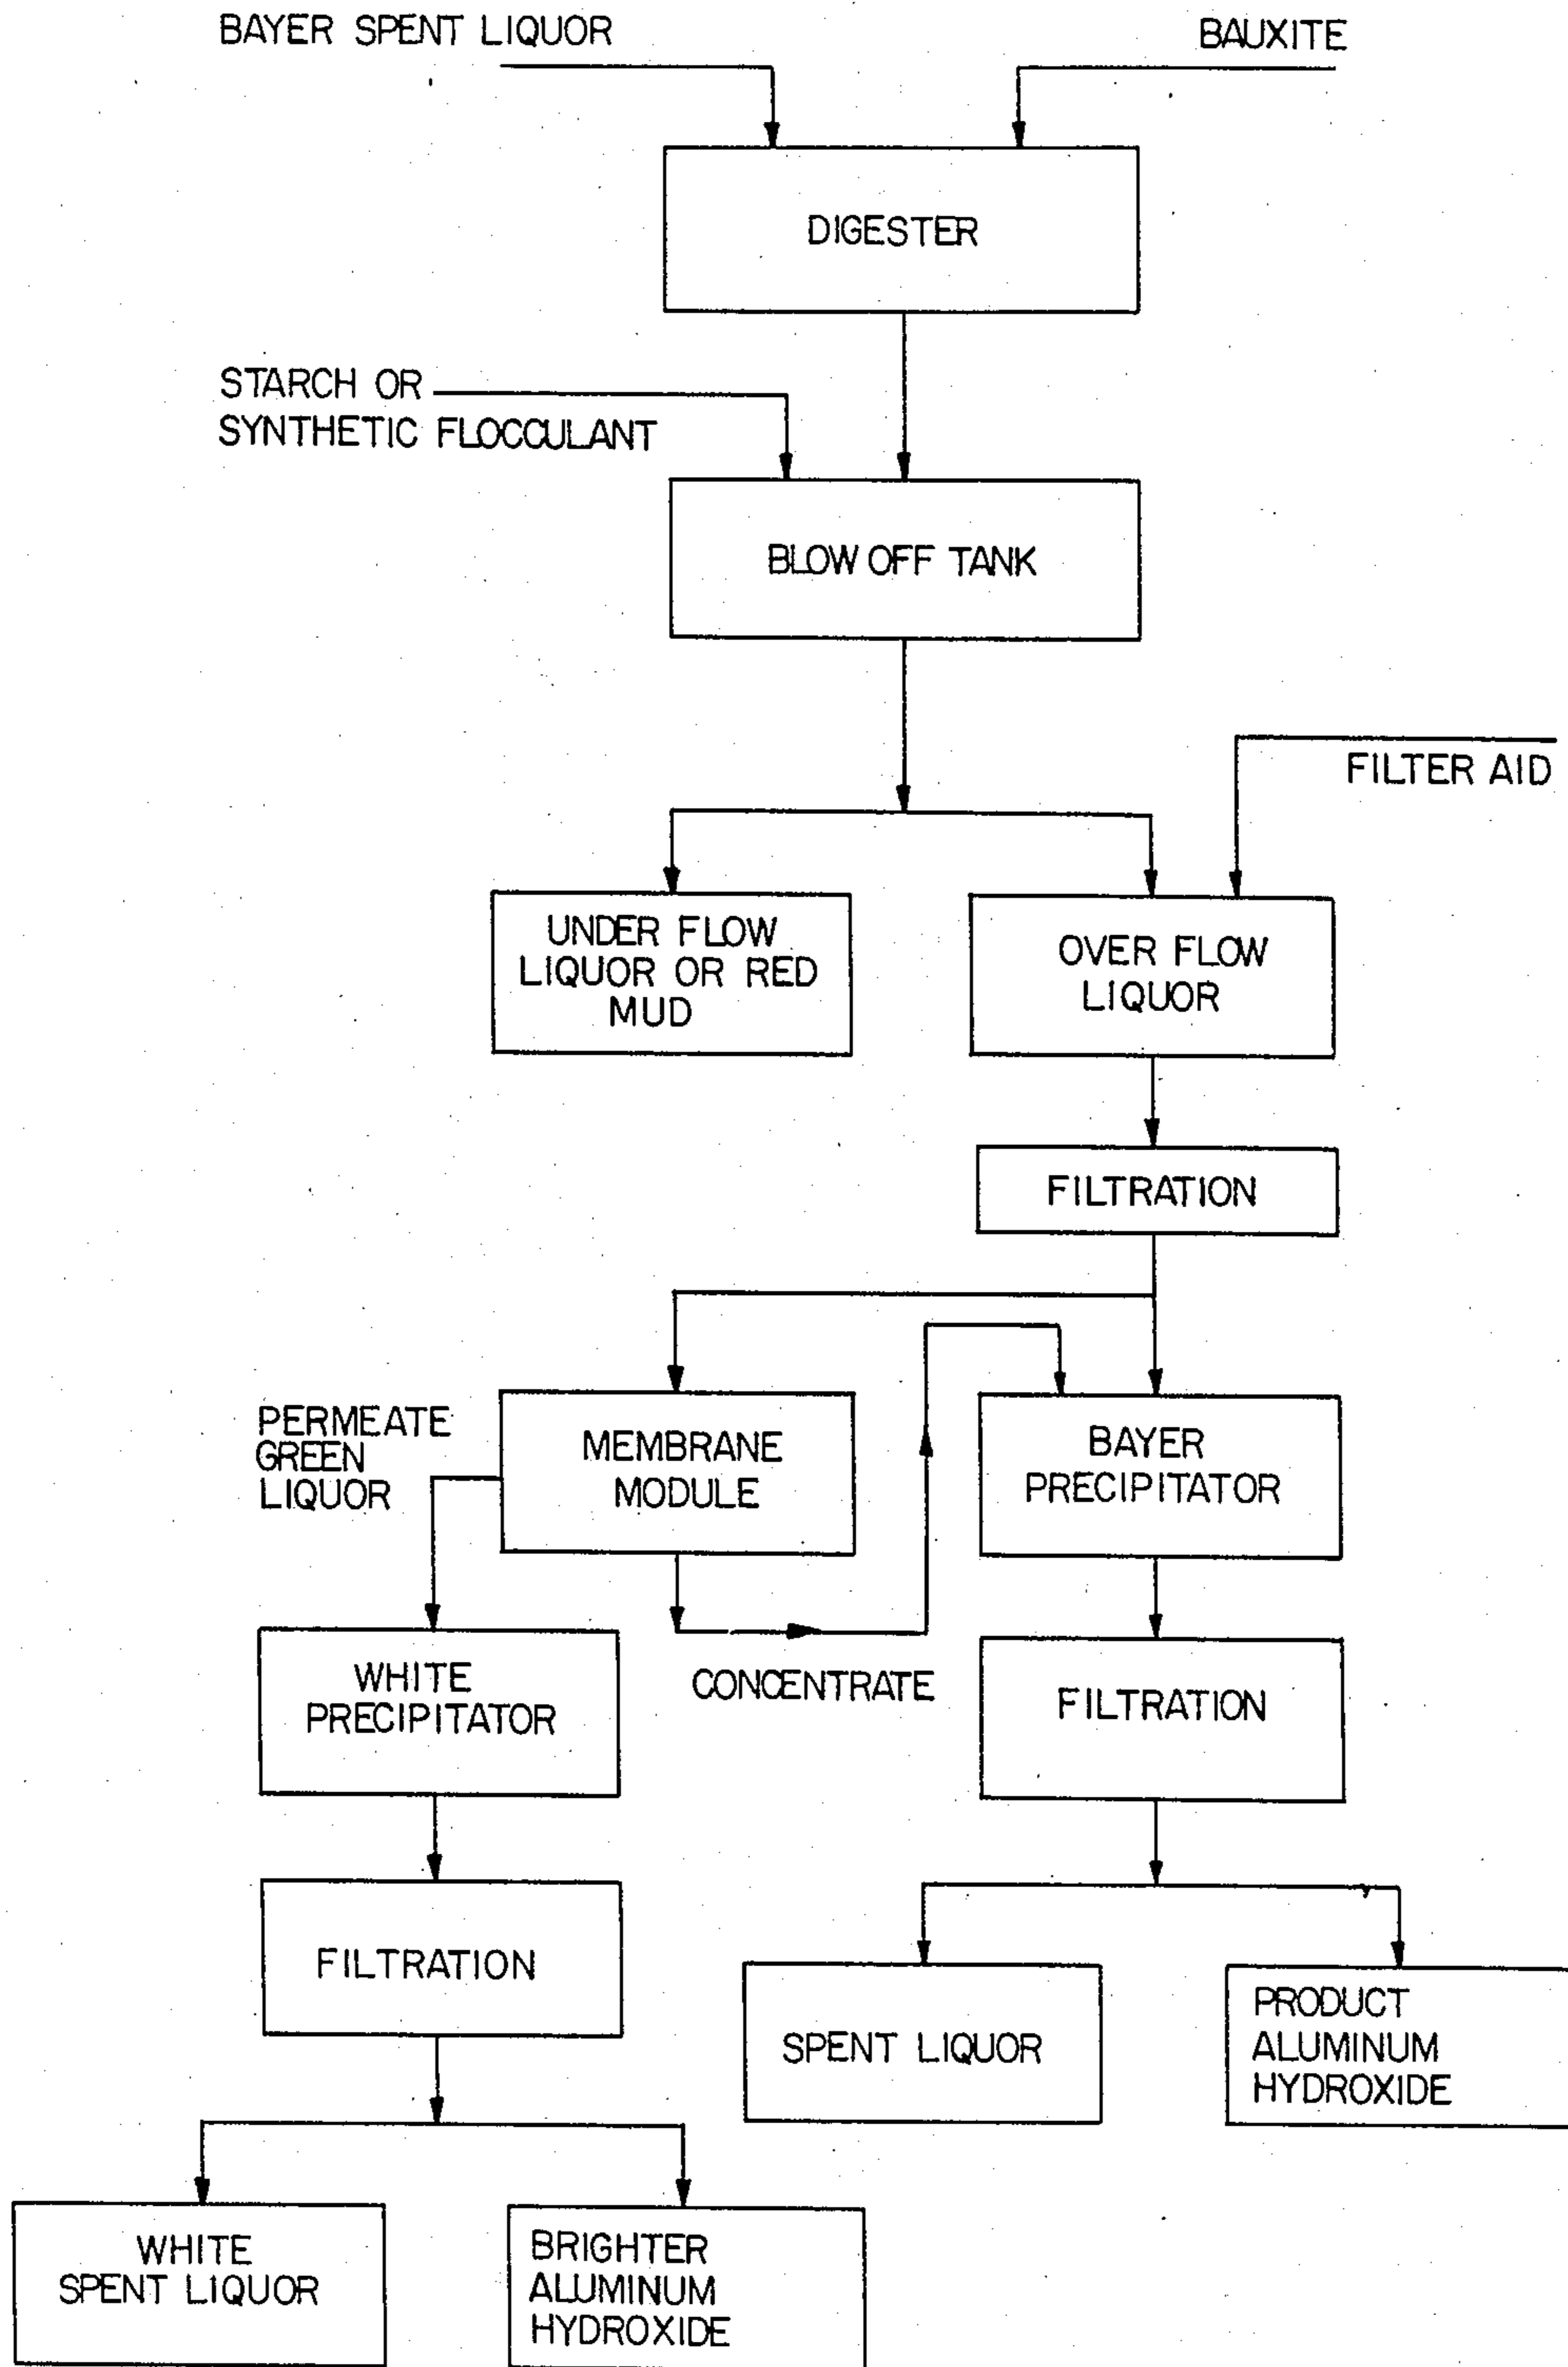 BAYER SPENT LIQUOR
BAUXITE
DIGESTER
STARCH OR
SYNTHETIC FLOCCULANT
BLOW OFF TANK
FILTER AID
UNDER FLOW
LIQUOR OR RED
MUD
OVER FLOW
LIQUOR
FILTRATION
PERMEATE
GREEN
LIQUOR
MEMBRANE
MODULE
BAYER
PRECIPITATOR
WHITE
PRECIPITATOR
CONCENTRATE
FILTRATION
FILTRATION
SPENT LIQUOR
PRODUCT
ALUMINUM
HYDROXIDE
WHITE
SPENT LIQUOR
BRIGHTER
ALUMINUM
HYDROXIDE